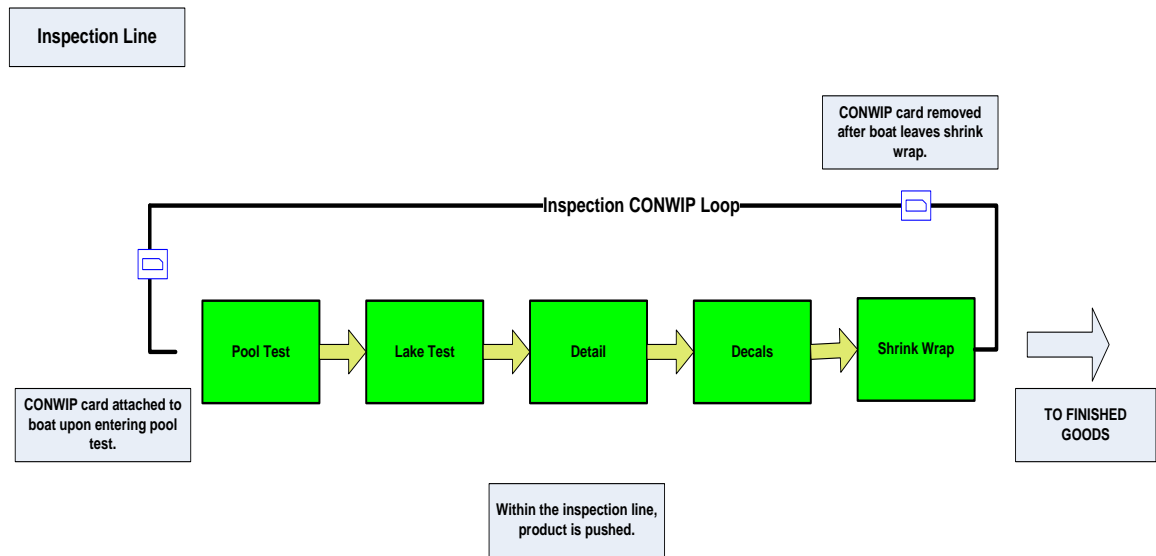 Inspection Line
CONWIP card removed
after boat leaves shrink
wrap.
Inspection CONWIP Loop
Pool Test
Lake Test
Detail
Decals
Shrink Wrap
CONWIP card attached to
boat upon entering pool
test.
TO FINISHED
GOODS
Within the inspection line,
product is pushed.